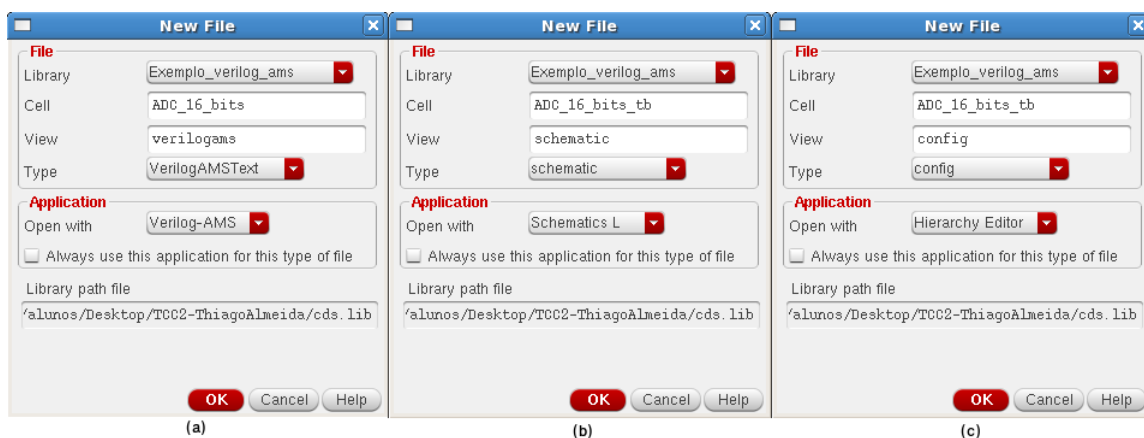 New File
File
Library Exemplo_verilog_ams
Cell ADC_16_bits
View verilogams
Type VerilogAMSText
Application
Open with Verilog-AMS
Always use this application for this type of file
Library path file
/alunos/Desktop/TCC2-ThiagoAlmeida/cds.lib
OK Cancel Help
(a)
New File
File
Library Exemplo_verilog_ams
Cell ADC_16_bits_tb
View schematic
Type schematic
Application
Open with Schematics L
Always use this application for this type of file
Library path file
/alunos/Desktop/TCC2-ThiagoAlmeida/cds.lib
OK Cancel Help
(b)
New File
File
Library Exemplo_verilog_ams
Cell ADC_16_bits_tb
View config
Type config
Application
Open with Hierarchy Editor
Always use this application for this type of file
Library path file
/alunos/Desktop/TCC2-ThiagoAlmeida/cds.lib
OK Cancel Help
(c)